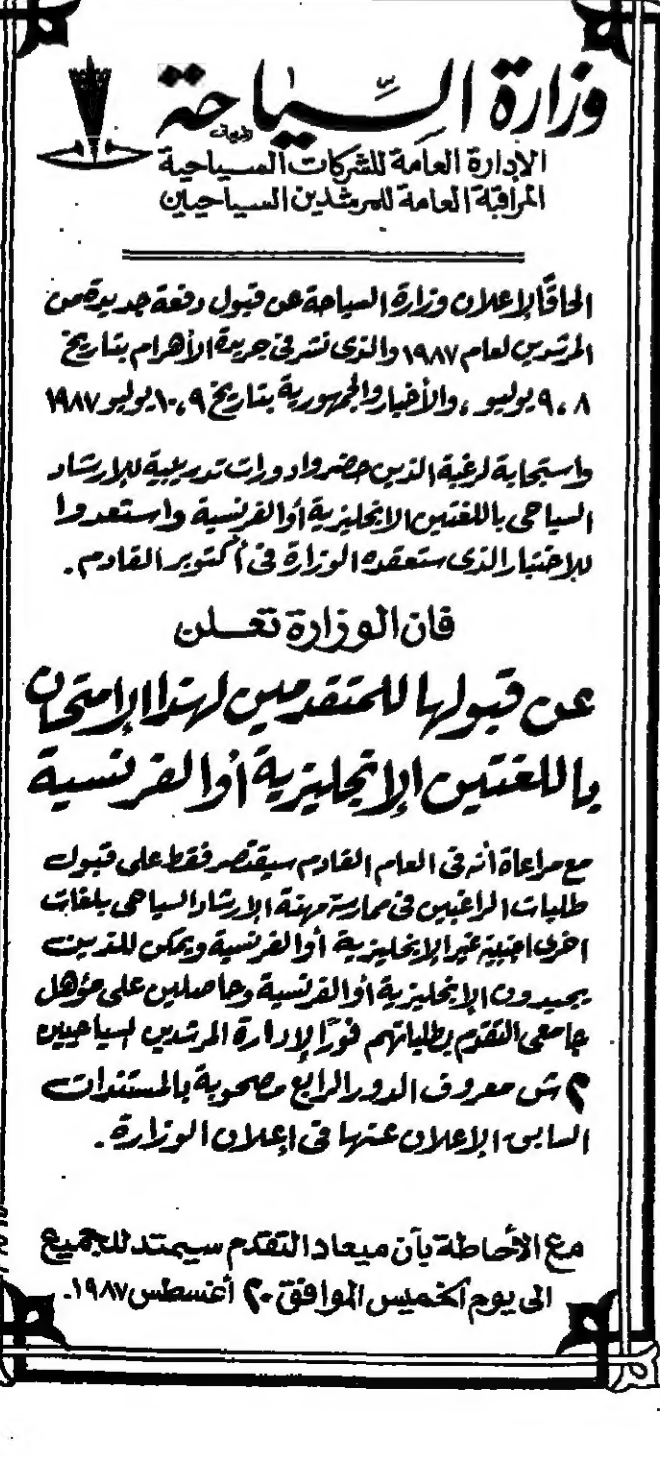 وزارة السياحة
الإدارة العامة للشركات السياحية
المراقبة العامة للمرشدين السياحيين
الحاقًا لإعلان وزارة السياحة عن قبول دفعة جديدة من
المرشدين لعام ١٩٨٧ والذى نشر فى جريدة الأهرام بتاريخ
٨ ، ٩ يوليو ، والأخبار والجمهورية بتاريخ ٩ ، ١٠ يوليو ١٩٨٧
واستجابة لرغبة الذين حضروا دورات تدريبية للإرشاد
السياحى باللغتين الانجليزية أو الفرنسية واستعدوا
للإختبار الذى ستعقده الوزارة فى أكتوبر القادم .
فان الوزارة تعلن
عن قبولها للمتقدمين لهذا الإمتحان
باللغتين الإنجليزية أو الفرنسية
مع مراعاة أنه فى العام القادم سيقتصر فقط على قبول
طلبات الراغبين فى ممارسة مهنة الإرشاد السياحى بلغات
اخرى اجنبية غير الإنجليزية أو الفرنسية ويمكن للذين
يجيدون الإنجليزية أو الفرنسية وحاصلين على مؤهل
جامعى التقدم بطلباتهم فورًا لإدارة المرشدين السياحيين
٢ ش معروف الدور الرابع مصحوبة بالمستندات
السابق الإعلان عنها فى إعلان الوزارة .
مع الأحاطة بأن ميعاد التقدم سيمتد للجميع
الى يوم الخميس الموافق ٢٠ أغسطس ١٩٨٧.